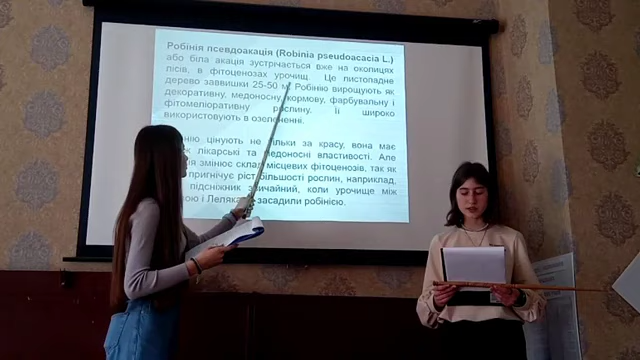 Робінія псевдоакація (Robinia pseudoacacia L.)
або біла акація зустрічається вже на околицях
лісів, в фітоценозах урочищ. Це листопадне
дерево заввишки 25-50 м. Робінію вирощують як
декоративну, медоносну, кормову, фарбувальну і
фітомеліоративну рослину. Її широко
використовують в озелененні.
цінують не тільки за красу, вона має
лікарські та медоносні властивості. Але
змінює склад місцевих фітоценозів, так як
пригнічує ріст більшості рослин, наприклад,
підсніжник звичайний, коли урочище між
і засадили робінією.